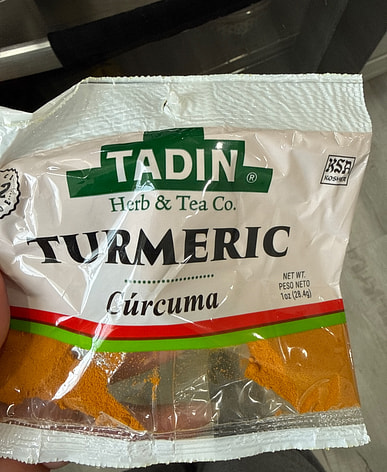 TADIN®
Herb & Tea Co.
KSA
KOSHER
TURMERIC
Cúrcuma
NET WT.
PESO NETO
1oz (28.4g)